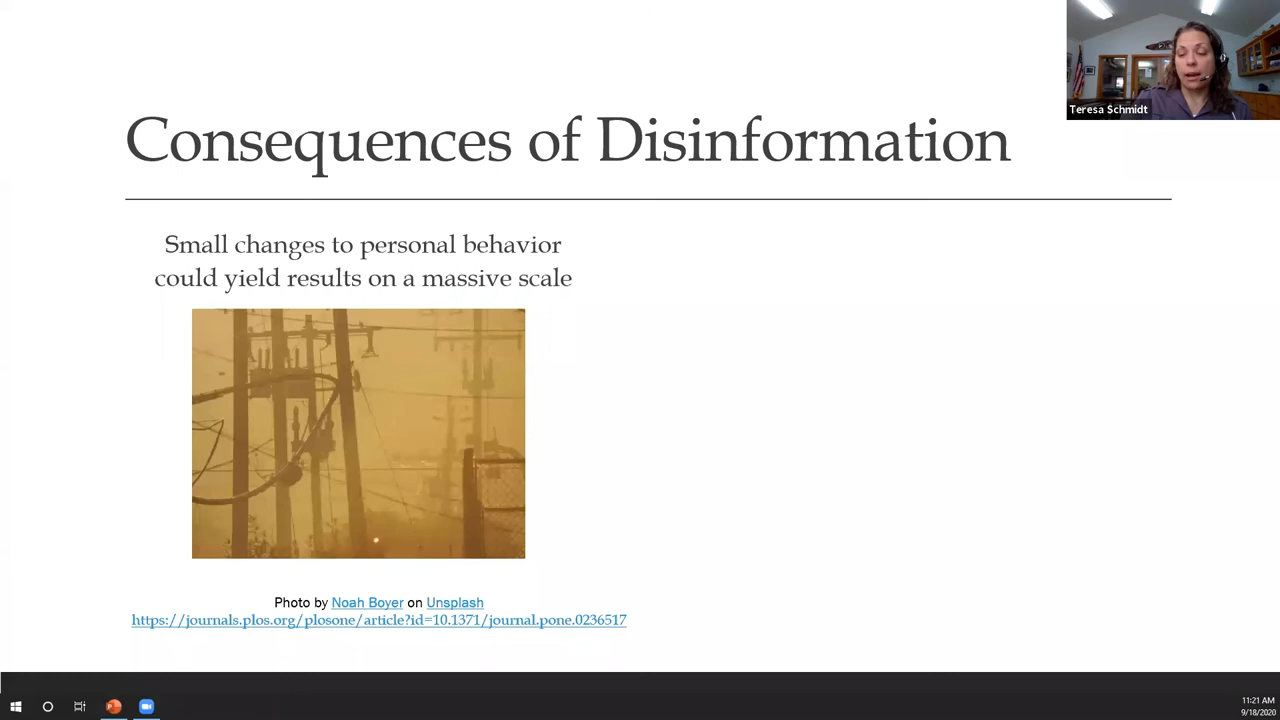 Teresa Schmidt
Consequences of Disinformation
Small changes to personal behavior
could yield results on a massive scale
Photo by Noah Boyer on Unsplash
https://journals.plos.org/plosone/article?id=10.1371/journal.pone.0236517
11:21 AM
9/18/2020